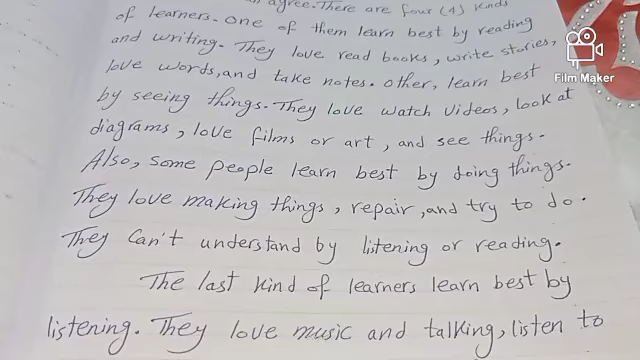 agree. There are four (4) kinds
of learners. One of them learn best by reading
and writing. They love read books, write stories,
love words, and take notes. other, learn best
by seeing things. They love watch videos, look at
diagrams, love films or art, and see things.
Also, some people learn best by doing things.
They love making things, repair, and try to do.
They can't understand by listening or reading.
The last kind of learners learn best by
listening. They love music and talking, listen to
Film Maker